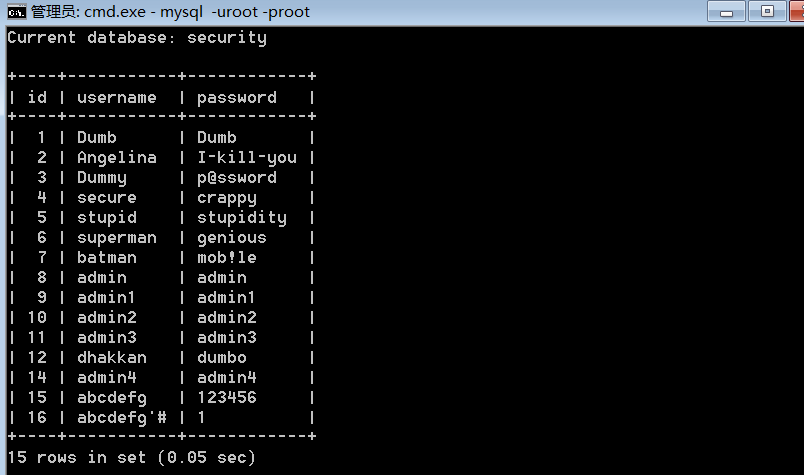 管理员: cmd.exe - mysql  -uroot -proot
Current database: security
+----+-----------+------------+
| id | username  | password   |
+----+-----------+------------+
|  1 | Dumb      | Dumb       |
|  2 | Angelina  | I-kill-you |
|  3 | Dummy     | p@ssword   |
|  4 | secure    | crappy     |
|  5 | stupid    | stupidity  |
|  6 | superman  | genious    |
|  7 | batman    | mob!le     |
|  8 | admin     | admin      |
|  9 | admin1    | admin1     |
| 10 | admin2    | admin2     |
| 11 | admin3    | admin3     |
| 12 | dhakkan   | dumbo      |
| 14 | admin4    | admin4     |
| 15 | abcdefg   | 123456     |
| 16 | abcdefg'# | 1          |
+----+-----------+------------+
15 rows in set (0.05 sec)